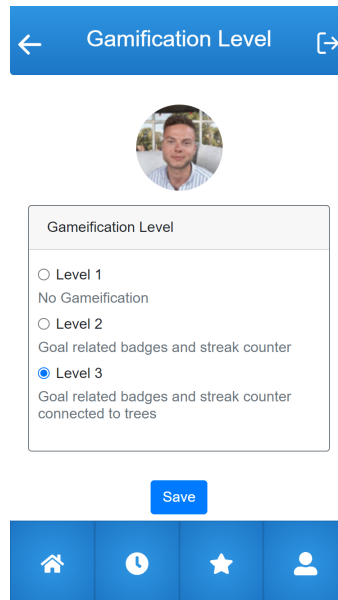 Gamification Level
Gameification Level
Level 1
No Gameification
Level 2
Goal related badges and streak counter
Level 3
Goal related badges and streak counter
connected to trees
Save